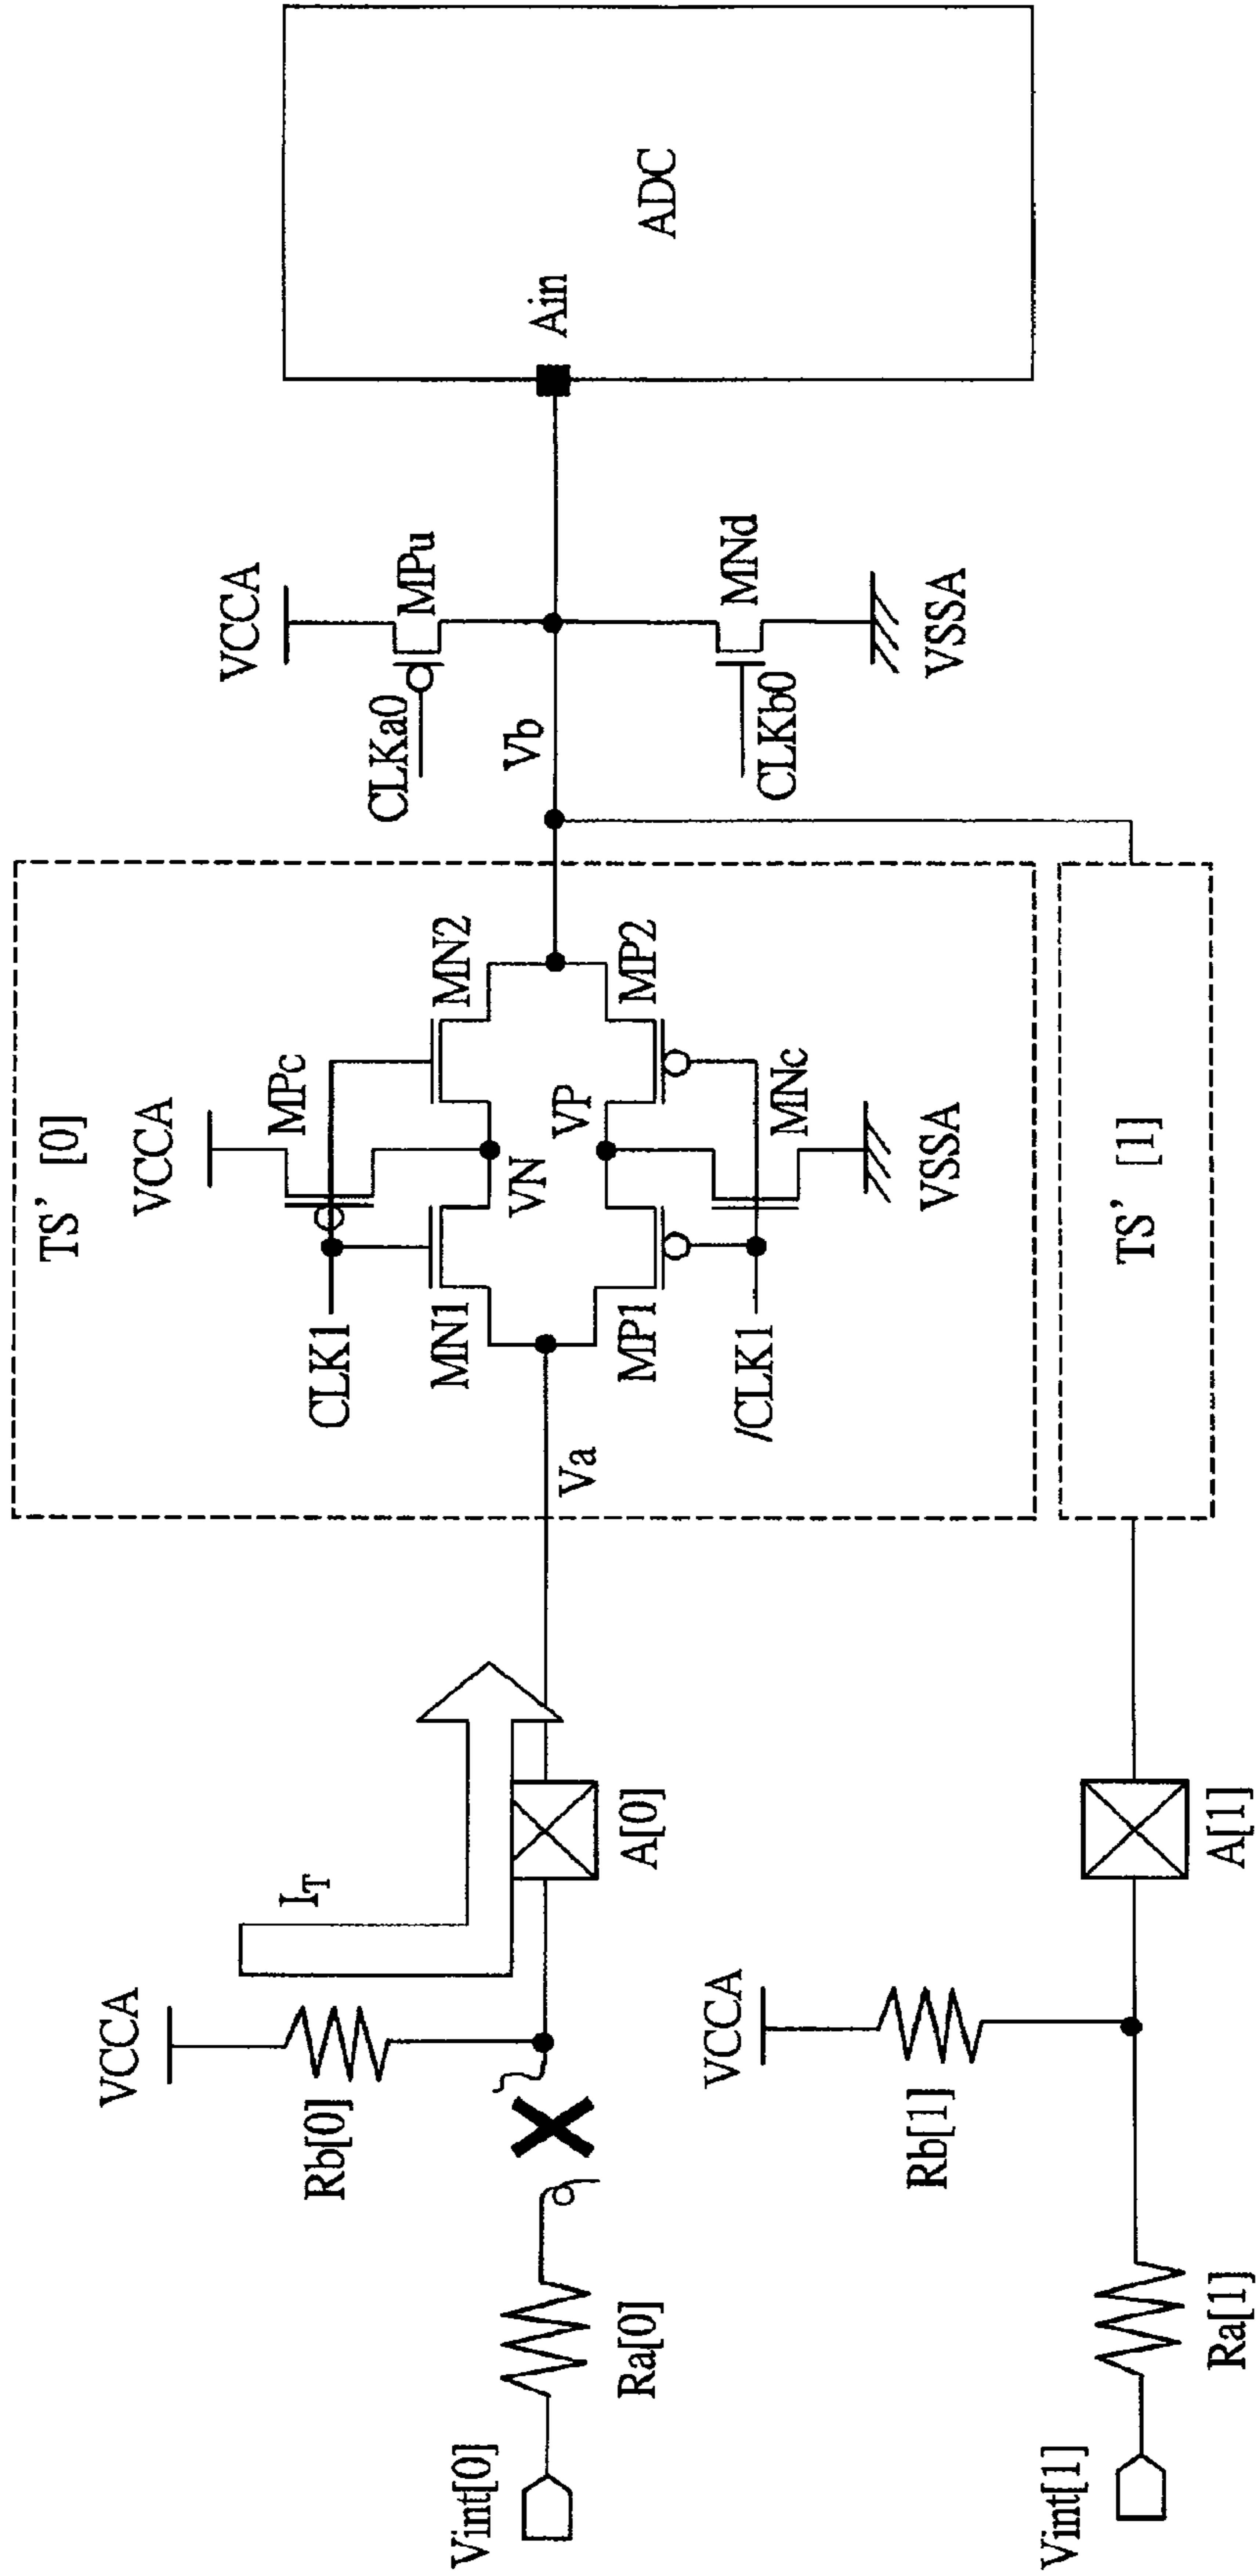 TS' [0]
VCCA
MPc
CLK1
MN1
MN2
VN
VP
MP1
MP2
/CLK1
MNc
VSSA
Va
VCCA
Rb[0]
I_T
Vint[0]
Ra[0]
A[0]
VCCA
CLKa0
MPu
Vb
Ain
ADC
CLKb0
MNd
VSSA
VCCA
Rb[1]
Vint[1]
Ra[1]
A[1]
TS' [1]